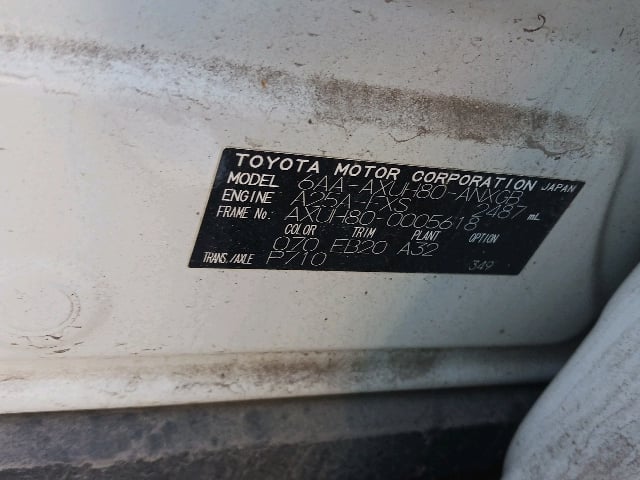 TOYOTA MOTOR CORPORATION JAPAN
MODEL 6AA-AXUH80-ANXGB
ENGINE A25A-FXS 2487 mL
FRAME No. AXUH80-0005618
COLOR TRIM PLANT OPTION
070 EB20 A32
TRANS./AXLE P710 349